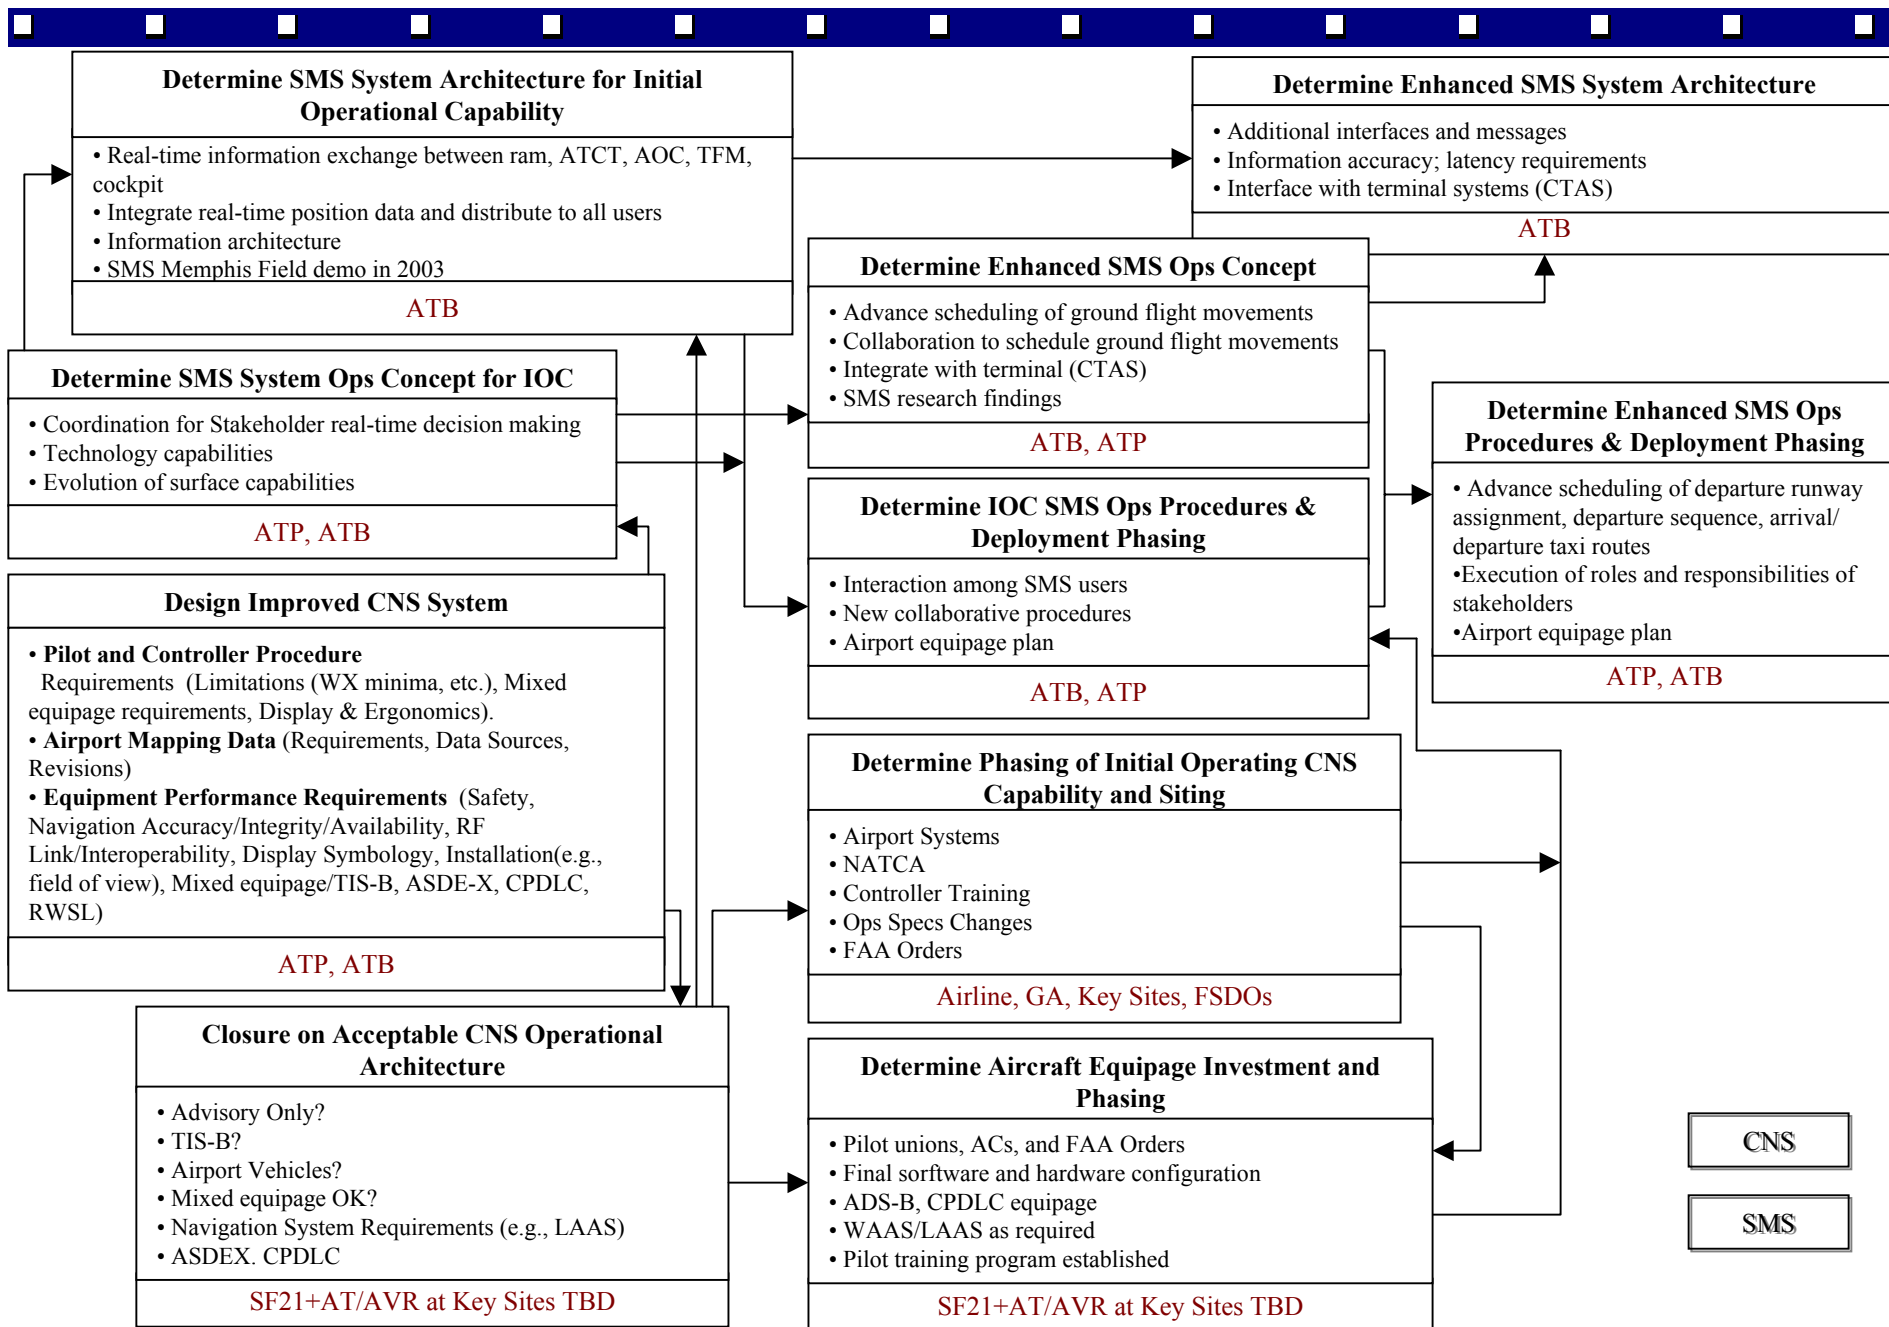 Determine SMS System Architecture for Initial
Operational Capability
• Real-time information exchange between ram, ATCT, AOC, TFM,
cockpit
• Integrate real-time position data and distribute to all users
• Information architecture
• SMS Memphis Field demo in 2003
ATB
Determine Enhanced SMS System Architecture
• Additional interfaces and messages
• Information accuracy; latency requirements
• Interface with terminal systems (CTAS)
ATB
Determine SMS System Ops Concept for IOC
• Coordination for Stakeholder real-time decision making
• Technology capabilities
• Evolution of surface capabilities
ATP, ATB
Determine Enhanced SMS Ops Concept
• Advance scheduling of ground flight movements
• Collaboration to schedule ground flight movements
• Integrate with terminal (CTAS)
• SMS research findings
ATB, ATP
Determine Enhanced SMS Ops
Procedures & Deployment Phasing
• Advance scheduling of departure runway
assignment, departure sequence, arrival/
departure taxi routes
•Execution of roles and responsibilities of
stakeholders
•Airport equipage plan
ATP, ATB
Determine IOC SMS Ops Procedures &
Deployment Phasing
• Interaction among SMS users
• New collaborative procedures
• Airport equipage plan
ATB, ATP
Design Improved CNS System
• Pilot and Controller Procedure
Requirements (Limitations (WX minima, etc.), Mixed
equipage requirements, Display & Ergonomics).
• Airport Mapping Data (Requirements, Data Sources,
Revisions)
• Equipment Performance Requirements (Safety,
Navigation Accuracy/Integrity/Availability, RF
Link/Interoperability, Display Symbology, Installation(e.g.,
field of view), Mixed equipage/TIS-B, ASDE-X, CPDLC,
RWSL)
ATP, ATB
Determine Phasing of Initial Operating CNS
Capability and Siting
• Airport Systems
• NATCA
• Controller Training
• Ops Specs Changes
• FAA Orders
Airline, GA, Key Sites, FSDOs
Closure on Acceptable CNS Operational
Architecture
• Advisory Only?
• TIS-B?
• Airport Vehicles?
• Mixed equipage OK?
• Navigation System Requirements (e.g., LAAS)
• ASDEX. CPDLC
SF21+AT/AVR at Key Sites TBD
Determine Aircraft Equipage Investment and
Phasing
• Pilot unions, ACs, and FAA Orders
• Final sorftware and hardware configuration
• ADS-B, CPDLC equipage
• WAAS/LAAS as required
• Pilot training program established
SF21+AT/AVR at Key Sites TBD
CNS
SMS